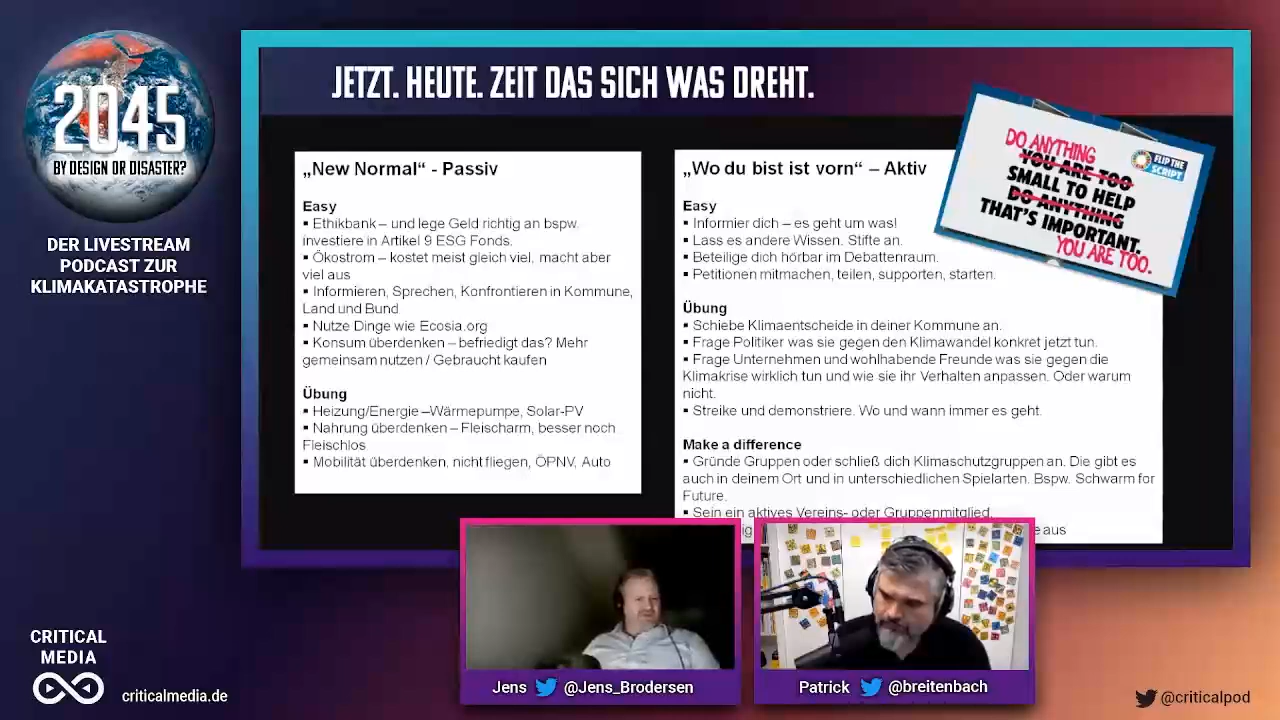 2045
BY DESIGN OR DISASTER?
DER LIVESTREAM
PODCAST ZUR
KLIMAKATASTROPHE
JETZT. HEUTE. ZEIT DAS SICH WAS DREHT.
„New Normal“ - Passiv
Easy
▪ Ethikbank – und lege Geld richtig an bspw.
investiere in Artikel 9 ESG Fonds.
▪ Ökostrom – kostet meist gleich viel, macht aber
viel aus
▪ Informieren, Sprechen, Konfrontieren in Kommune,
Land und Bund
▪ Nutze Dinge wie Ecosia.org
▪ Konsum überdenken – befriedigt das? Mehr
gemeinsam nutzen / Gebraucht kaufen
Übung
▪ Heizung/Energie –Wärmepumpe, Solar-PV
▪ Nahrung überdenken – Fleischarm, besser noch
Fleischlos
▪ Mobilität überdenken, nicht fliegen, ÖPNV, Auto
„Wo du bist ist vorn“ – Aktiv
Easy
▪ Informier dich – es geht um was!
▪ Lass es andere Wissen. Stifte an.
▪ Beteilige dich hörbar im Debattenraum.
▪ Petitionen mitmachen, teilen, supporten, starten.
Übung
▪ Schiebe Klimaentscheide in deiner Kommune an.
▪ Frage Politiker was sie gegen den Klimawandel konkret jetzt tun.
▪ Frage Unternehmen und wohlhabende Freunde was sie gegen die
Klimakrise wirklich tun und wie sie ihr Verhalten anpassen. Oder warum
nicht.
▪ Streike und demonstriere. Wo und wann immer es geht.
Make a difference
▪ Gründe Gruppen oder schließ dich Klimaschutzgruppen an. Die gibt es
auch in deinem Ort und in unterschiedlichen Spielarten. Bspw. Schwarm for
Future.
▪ Sein ein aktives Vereins- oder Gruppenmitglied.
aus
DO ANYTHING
YOU ARE TOO
SMALL TO HELP
DO ANYTHING
THAT'S IMPORTANT.
YOU ARE TOO.
FLIP THE
SCRIPT
Jens @Jens_Brodersen
Patrick @breitenbach
CRITICAL
MEDIA
criticalmedia.de
@criticalpod